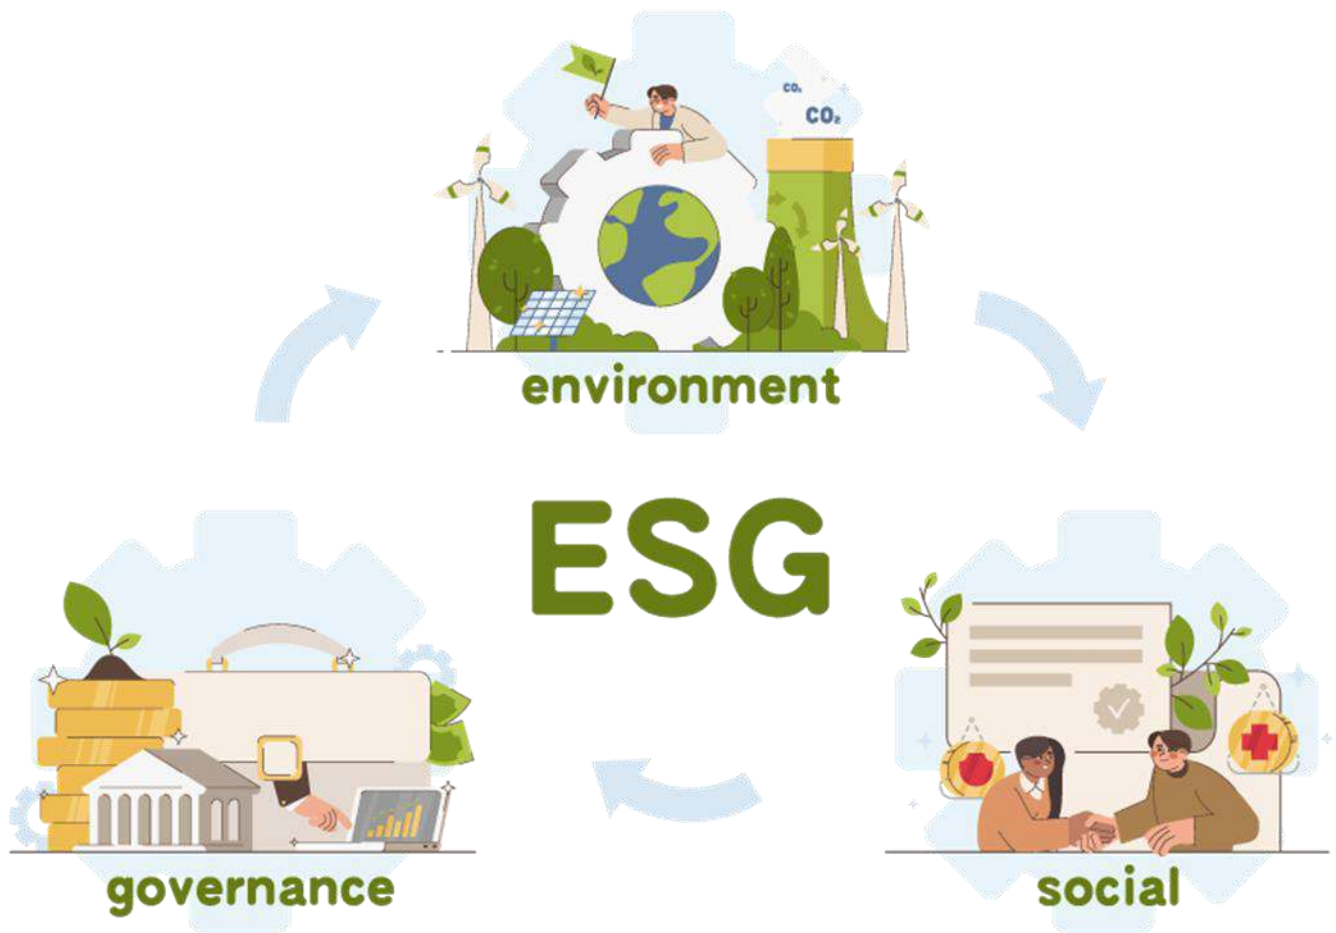 CO₂
CO₂
environment
ESG
governance
social